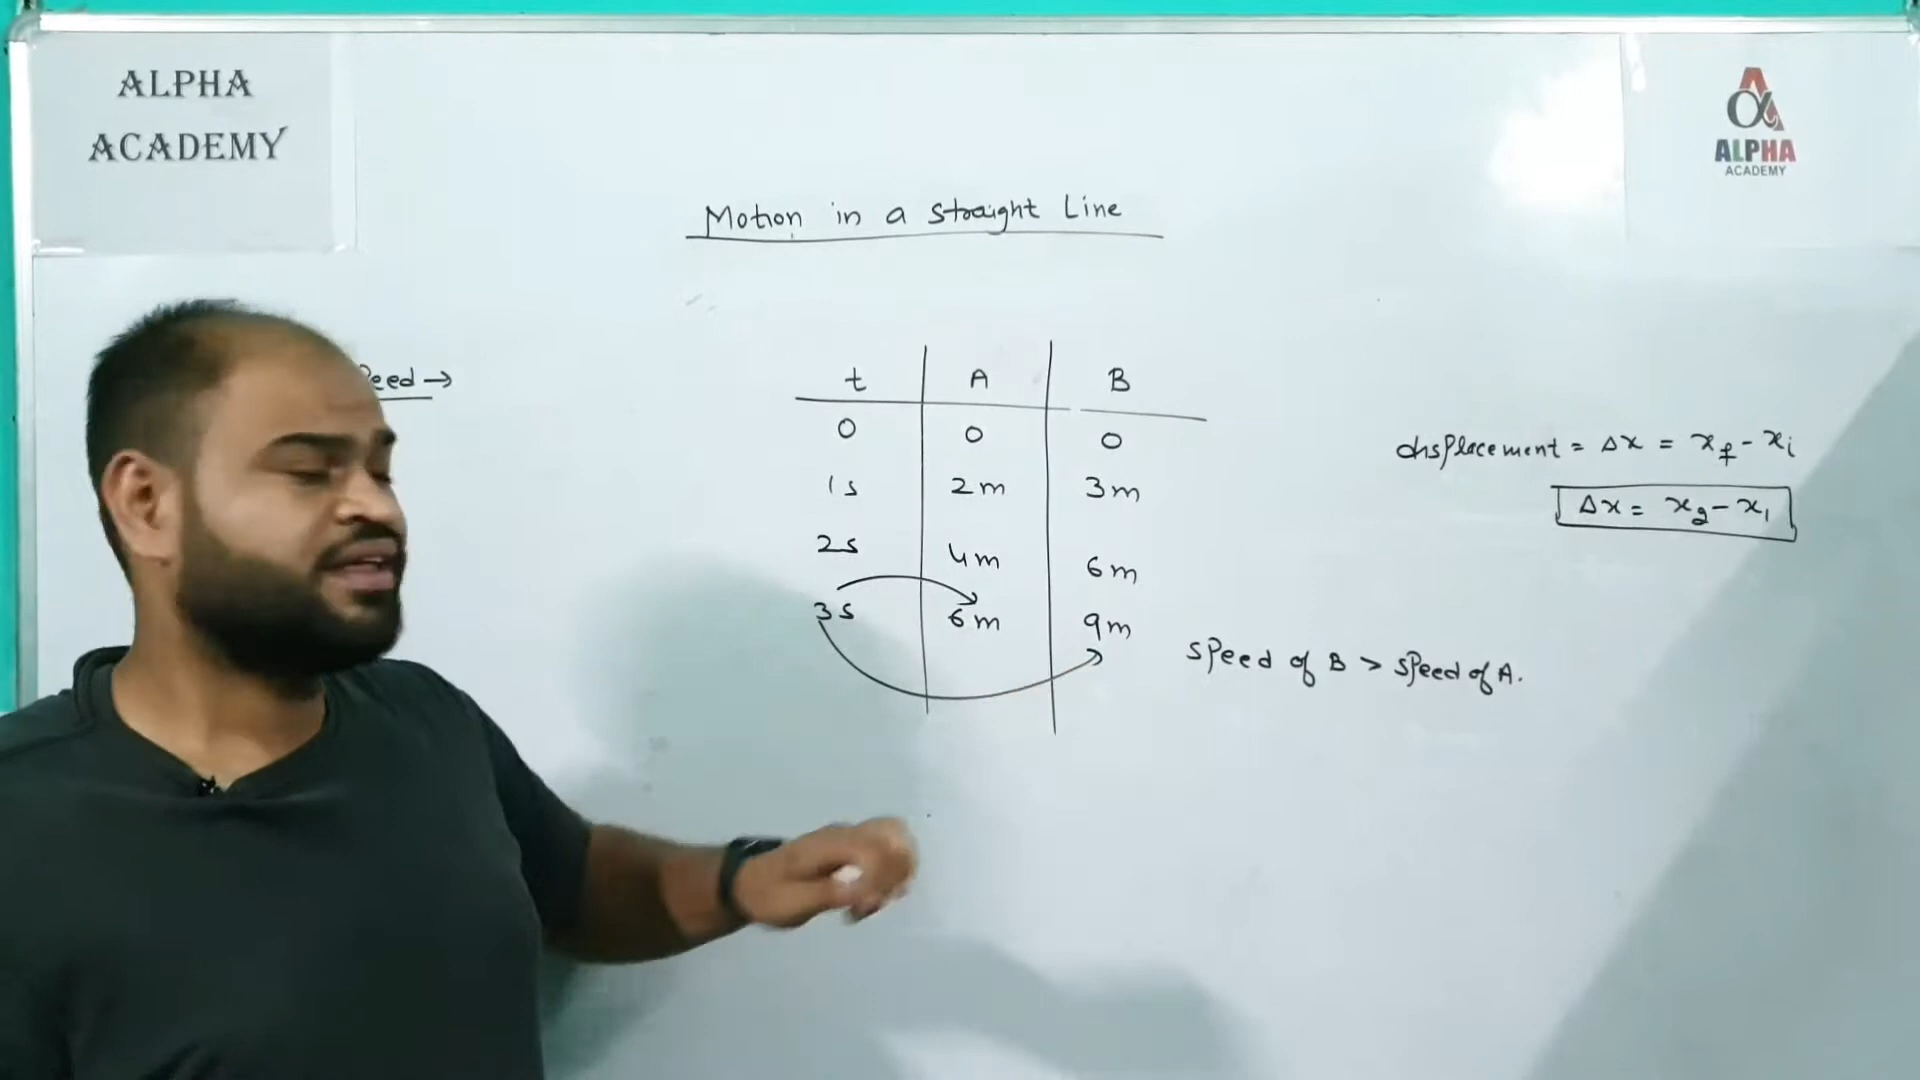 ALPHA
ACADEMY
ALPHA
ACADEMY
Motion in a straight Line
eed →
t A B
0 0 0
1s 2m 3m
2s 4m 6m
3s 6m 9m
displacement = Δx = xf - xi
Δx = x2 - x1
speed of B > speed of A.